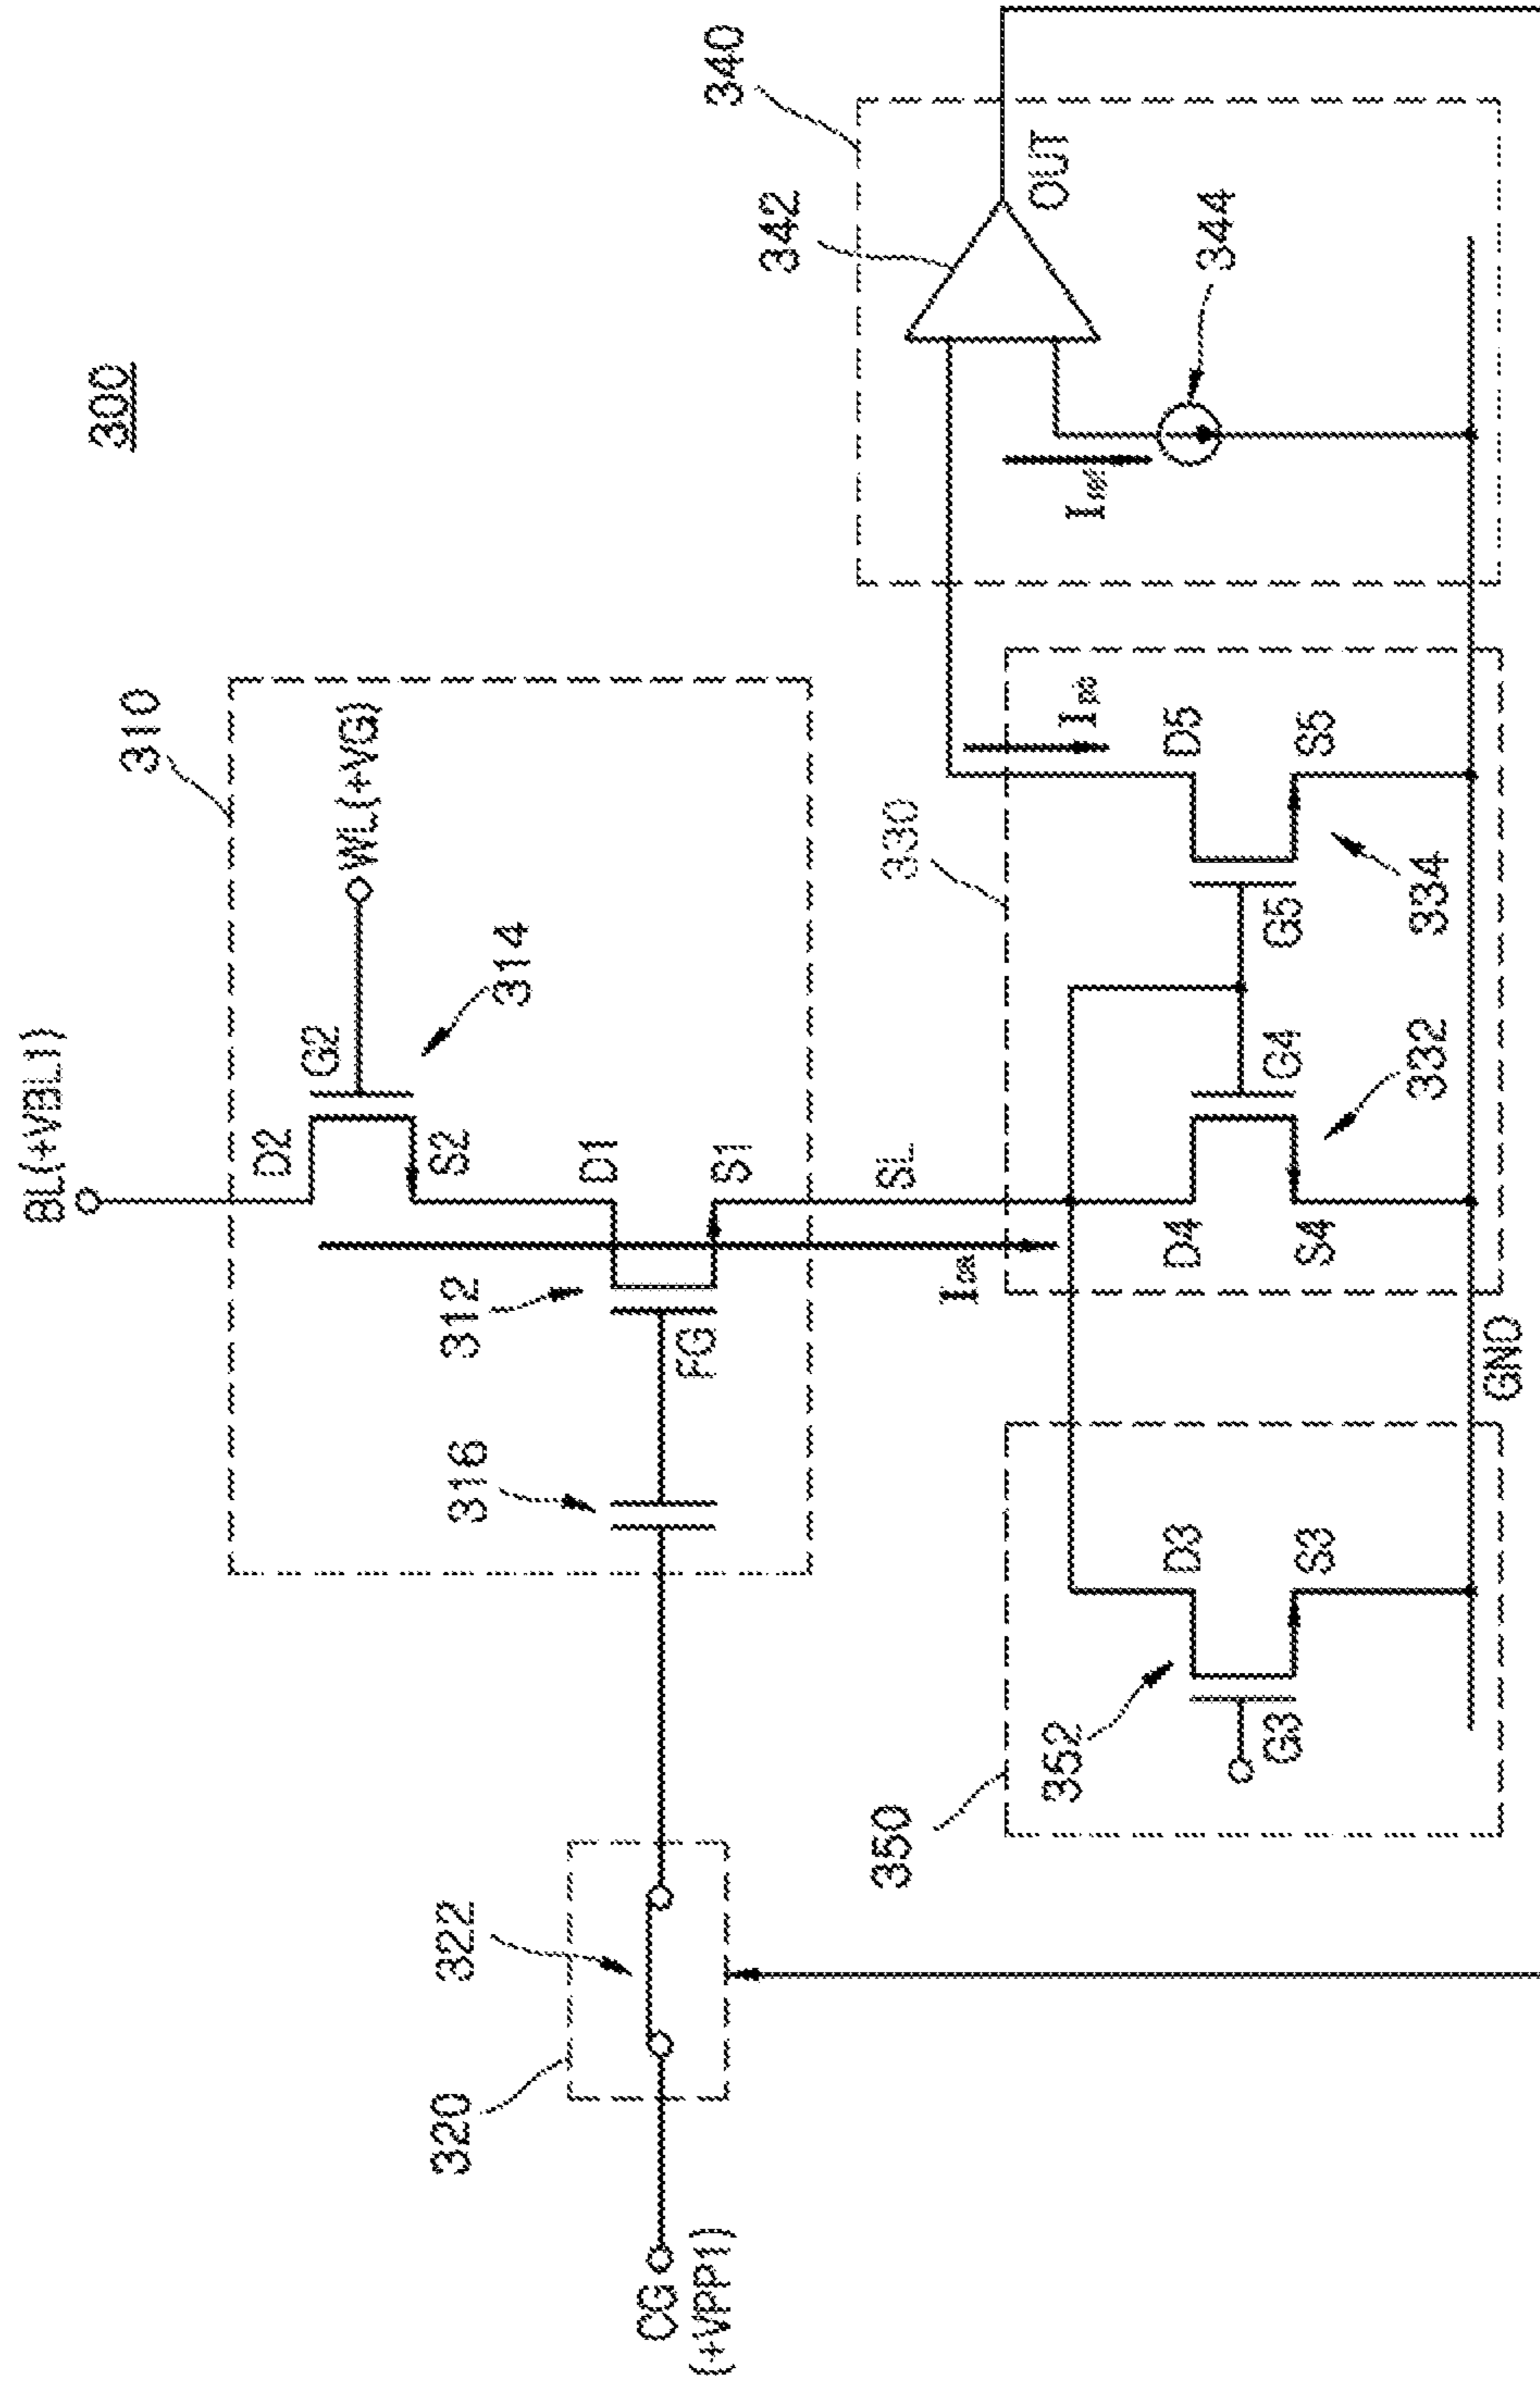 300
BL(+VBL1)
310
D2
G2
WL(+VG)
S2
314
312
316
D1
FG
S1
320
322
CG
(+VPP1)
SL
330
340
342
OUT
344
350
352
D3
G3
S3
D4
G4
S4
332
D5
G5
S5
334
GND